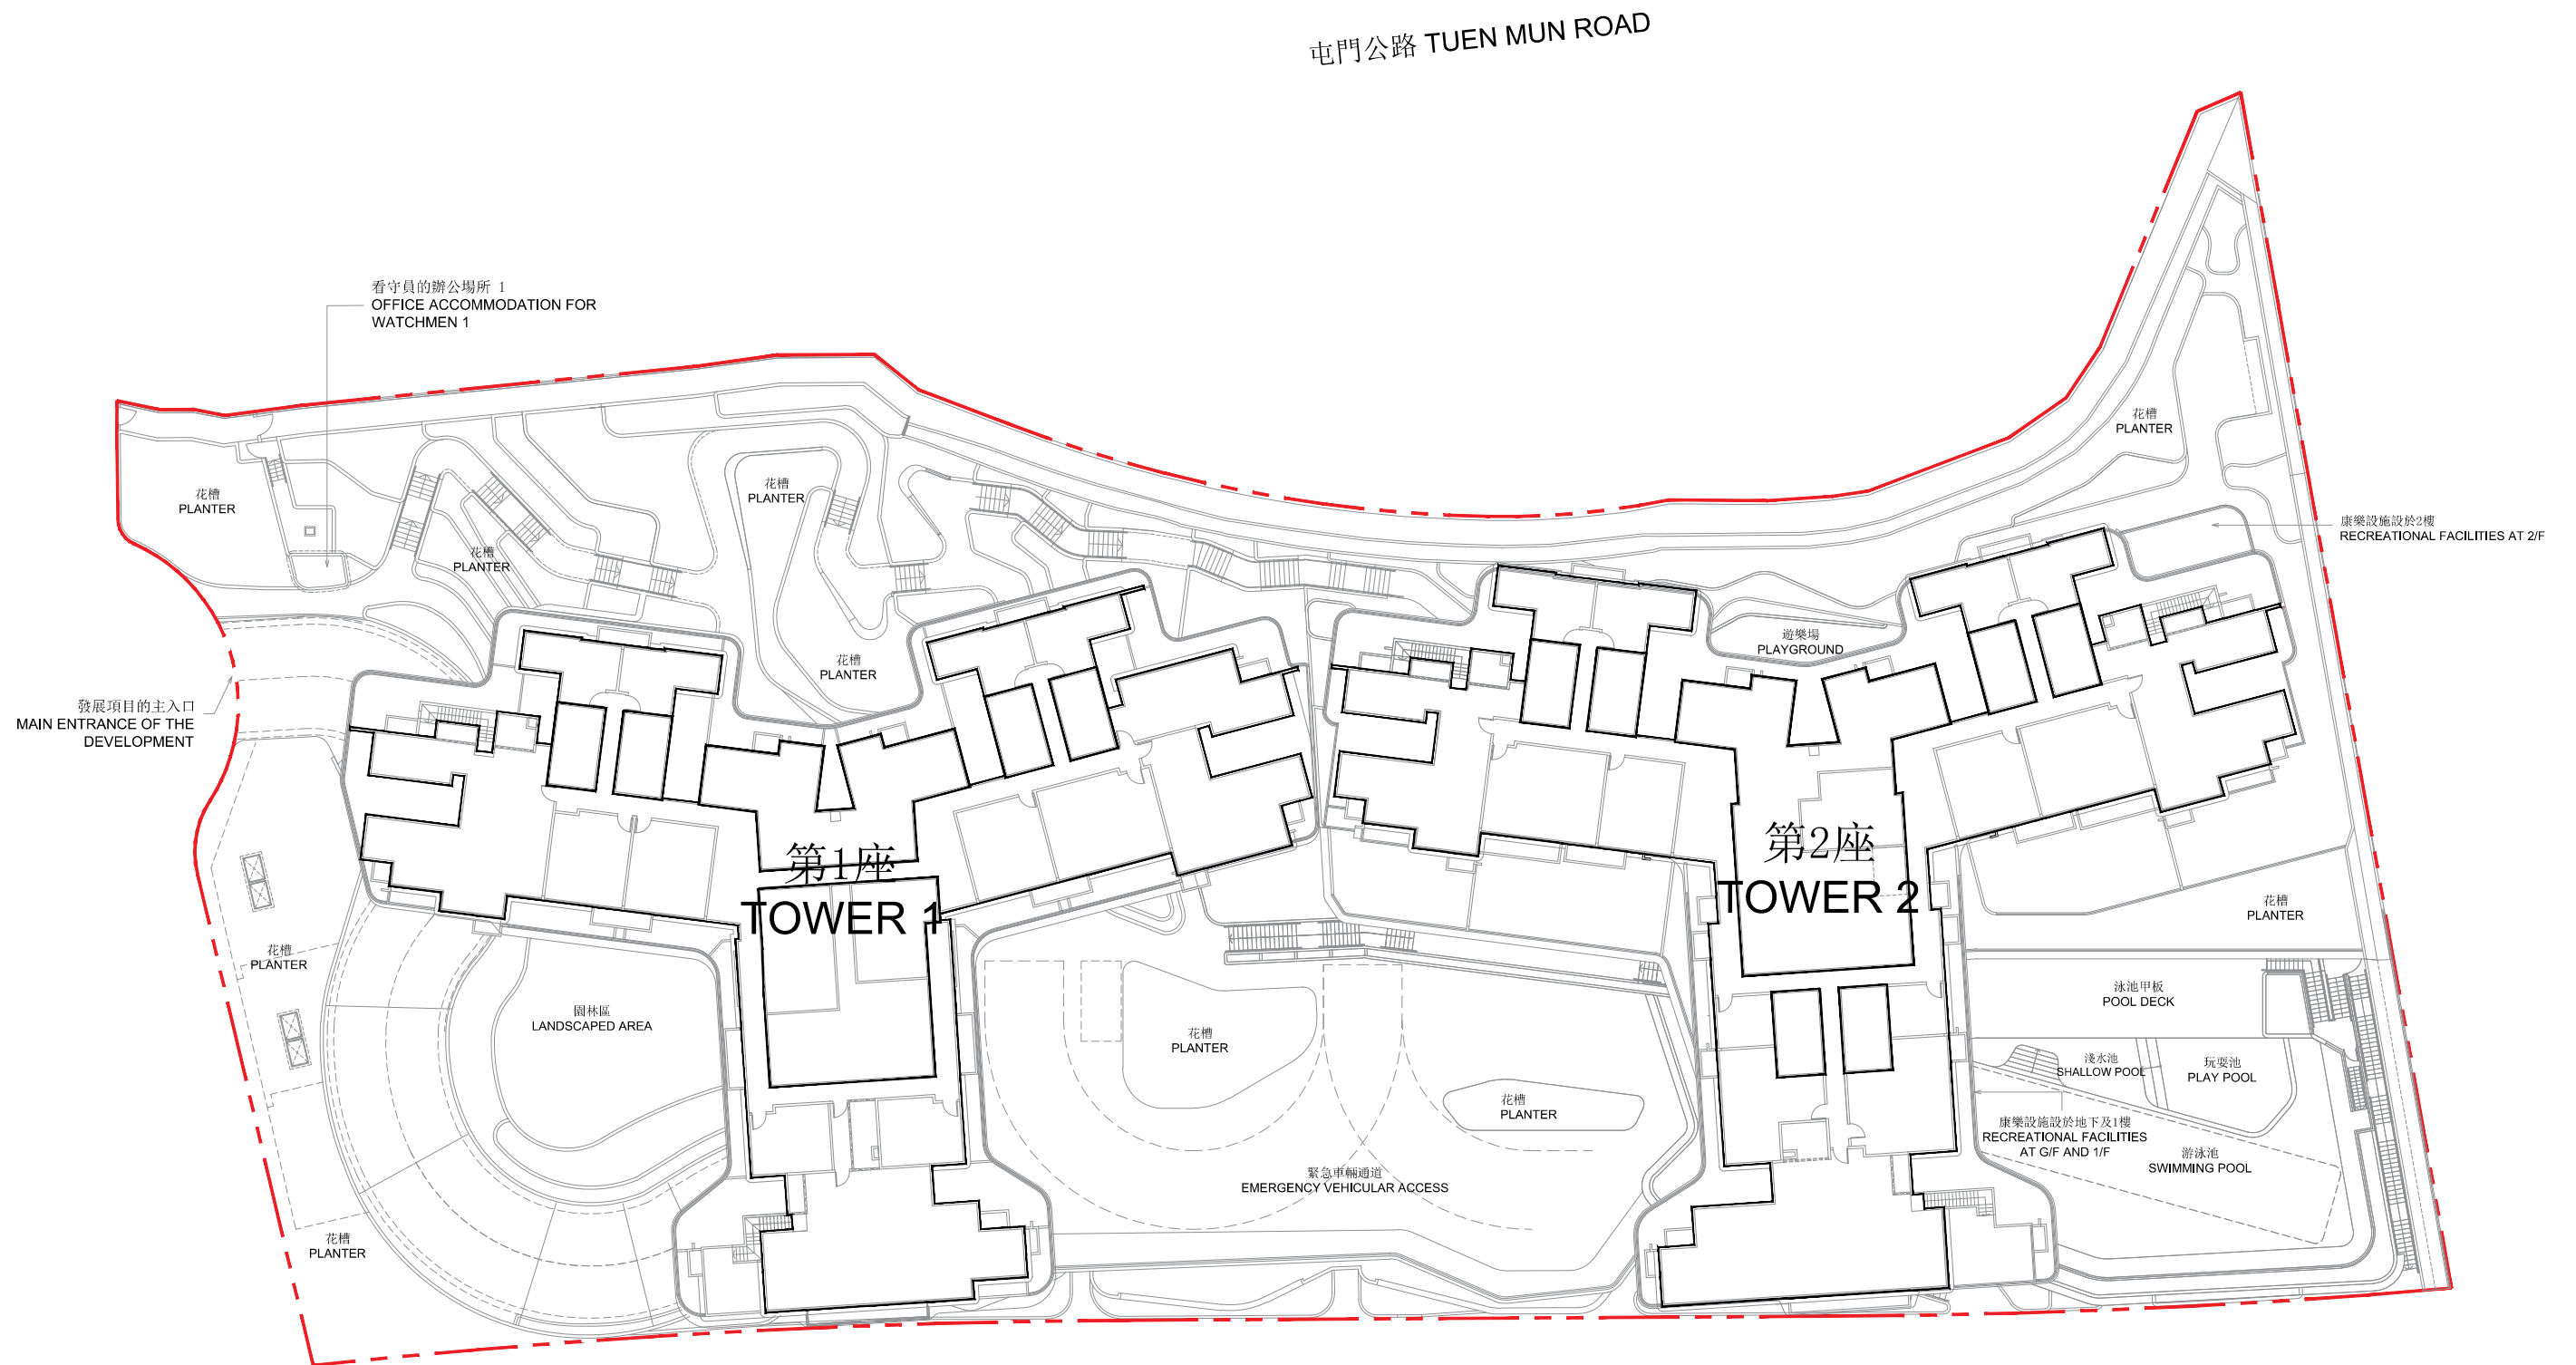 屯門公路 TUEN MUN ROAD
看守員的辦公場所 1
OFFICE ACCOMMODATION FOR
WATCHMEN 1
花槽
PLANTER
花槽
PLANTER
花槽
PLANTER
花槽
PLANTER
花槽
PLANTER
康樂設施設於2樓
RECREATIONAL FACILITIES AT 2/F
遊樂場
PLAYGROUND
發展項目的主入口
MAIN ENTRANCE OF THE
DEVELOPMENT
第1座
TOWER 1
第2座
TOWER 2
花槽
PLANTER
花槽
PLANTER
園林區
LANDSCAPED AREA
花槽
PLANTER
泳池甲板
POOL DECK
淺水池
SHALLOW POOL
玩耍池
PLAY POOL
花槽
PLANTER
康樂設施設於地下及1樓
RECREATIONAL FACILITIES
AT G/F AND 1/F
游泳池
SWIMMING POOL
緊急車輛通道
EMERGENCY VEHICULAR ACCESS
花槽
PLANTER